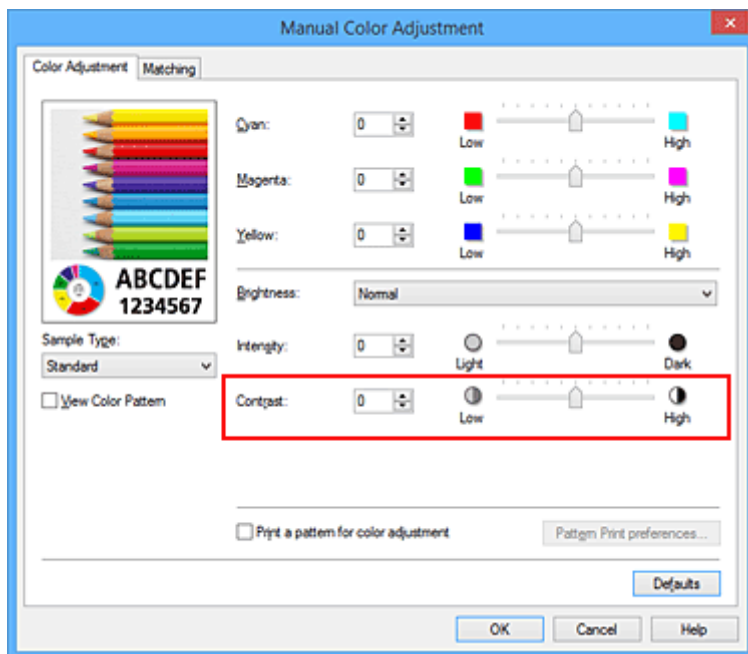 Manual Color Adjustment
Color Adjustment Matching
Cyan: 0 Low High
Magenta: 0 Low High
Yellow: 0 Low High
ABCDEF
1234567
Brightness: Normal
Sample Type:
Standard
Intensity: 0 Light Dark
View Color Pattern
Contrast: 0 Low High
Print a pattern for color adjustment Pattern Print preferences...
Defaults
OK Cancel Help